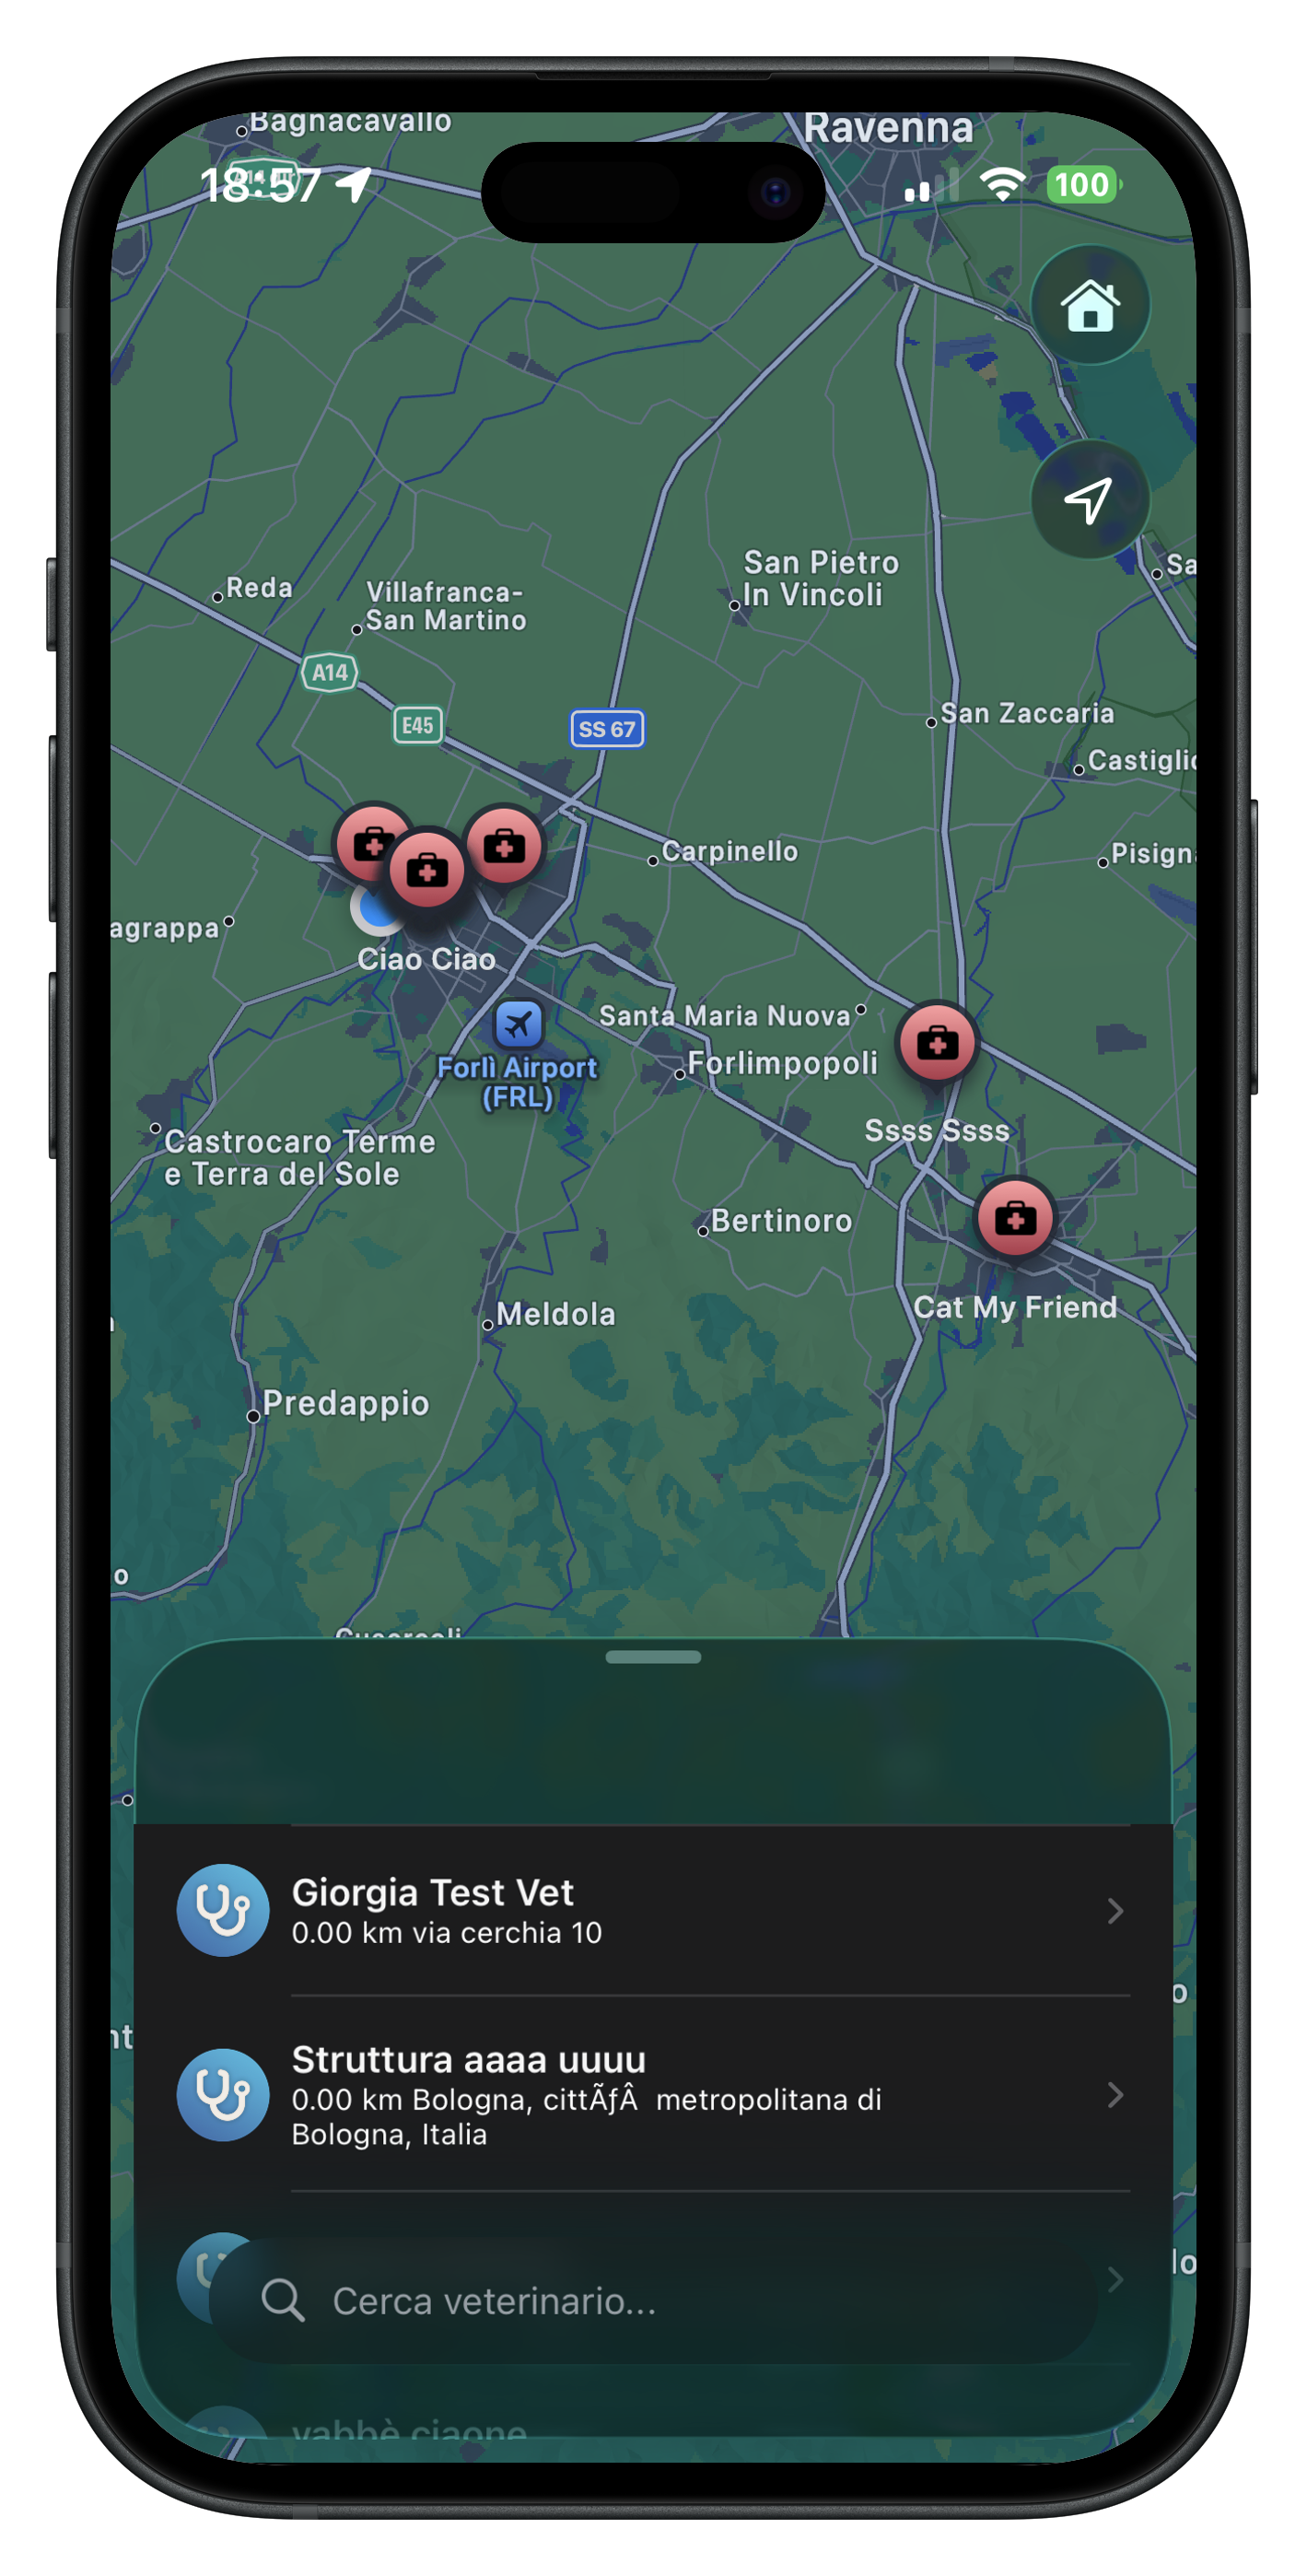 Bagnacavallo
Ravenna
18:57
100
Reda
Villafranca-
San Martino
San Pietro
In Vincoli
Sa
A14
E45
SS 67
San Zaccaria
Castiglio
Carpinello
Pisigna
agrappa
Ciao Ciao
Santa Maria Nuova
Forlimpopoli
Forlì Airport
(FRL)
Ssss Ssss
Castrocaro Terme
e Terra del Sole
Bertinoro
Cat My Friend
Meldola
Predappio
o
Giorgia Test Vet
0.00 km via cerchia 10
o
Struttura aaaa uuuu
0.00 km Bologna, cittÃƒÂ  metropolitana di
Bologna, Italia
nt
lo
Cerca veterinario...
vabbè ciaone